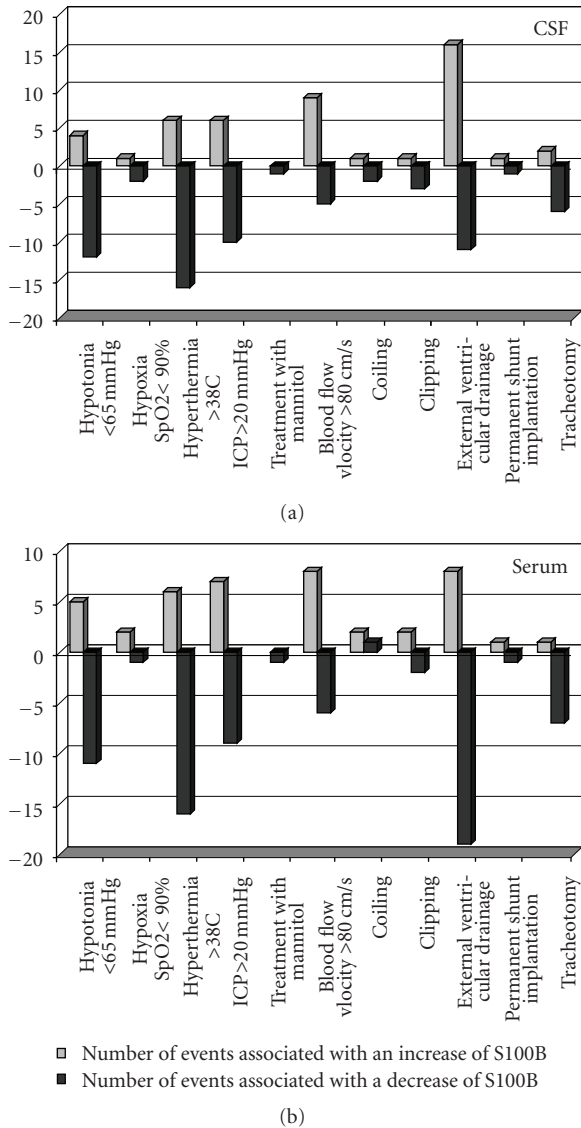 20
15
10
5
0
−5
−10
−15
−20
CSF
Hypotonia
<65 mmHg
Hypoxia
SpO2< 90%
Hyperthermia
>38C
ICP>20 mmHg
Treatment with
mannitol
Blood flow
vlocity >80 cm/s
Coiling
Clipping
External ventri-
cular drainage
Permanent shunt
implantation
Tracheotomy
(a)
10
5
0
−5
−10
−15
−20
Serum
Hypotonia
<65 mmHg
Hypoxia
SpO2< 90%
Hyperthermia
>38C
ICP>20 mmHg
Treatment with
mannitol
Blood flow
vlocity >80 cm/s
Coiling
Clipping
External ventri-
cular drainage
Permanent shunt
implantation
Tracheotomy
Number of events associated with an increase of S100B
Number of events associated with a decrease of S100B
(b)